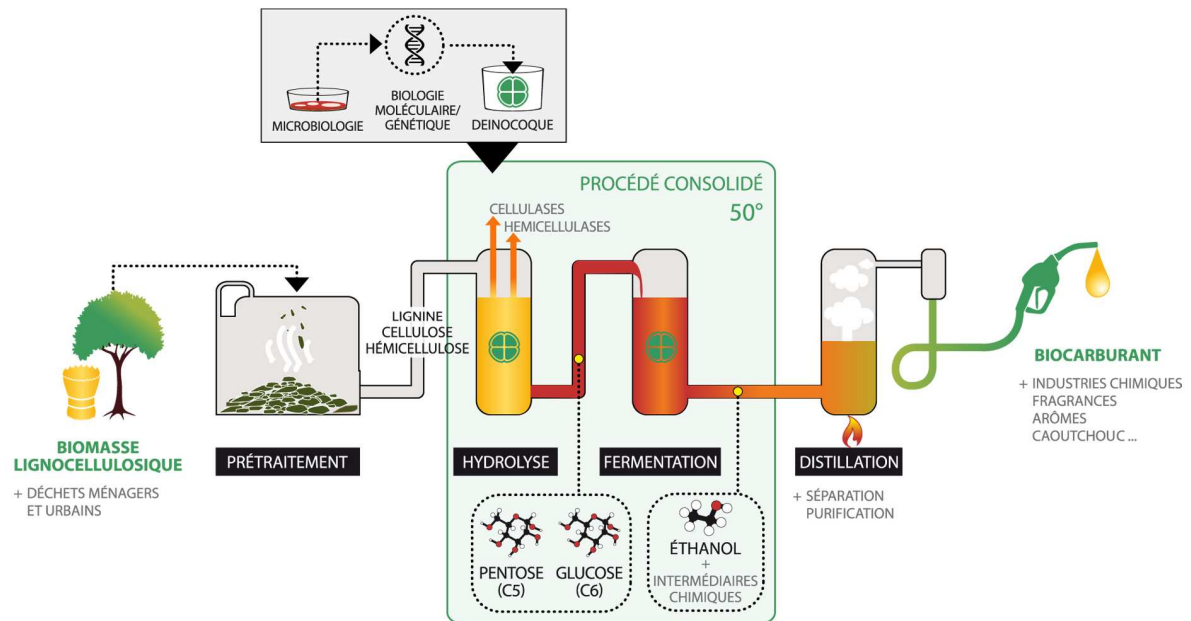 MICROBIOLOGIE
BIOLOGIE
MOLÉCULAIRE/
GÉNÉTIQUE
DEINOCOQUE
PROCÉDÉ CONSOLIDÉ
50°
CELLULASES
HEMICELLULASES
LIGNINE
CELLULOSE
HÉMICELLULOSE
BIOMASSE
LIGNOCELLULOSIQUE
+ DÉCHETS MÉNAGERS
ET URBAINS
PRÉTRAITEMENT
HYDROLYSE
FERMENTATION
DISTILLATION
+ SÉPARATION
PURIFICATION
BIOCARBURANT
+ INDUSTRIES CHIMIQUES
FRAGRANCES
ARÔMES
CAOUTCHOUC ...
PENTOSE
(C5)
GLUCOSE
(C6)
ÉTHANOL
+
INTERMÉDIAIRES
CHIMIQUES